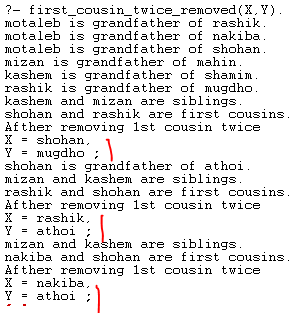 ?- first_cousin_twice_removed(X,Y).
motaleb is grandfather of rashik.
motaleb is grandfather of nakiba.
motaleb is grandfather of shohan.
mizan is grandfather of mahin.
kashem is grandfather of shamim.
rashik is grandfather of mugdho.
kashem and mizan are siblings.
shohan and rashik are first cousins.
Afther removing 1st cousin twice
X = shohan,
Y = mugdho ;
shohan is grandfather of athoi.
mizan and kashem are siblings.
rashik and shohan are first cousins.
Afther removing 1st cousin twice
X = rashik,
Y = athoi ;
mizan and kashem are siblings.
nakiba and shohan are first cousins.
Afther removing 1st cousin twice
X = nakiba,
Y = athoi ;